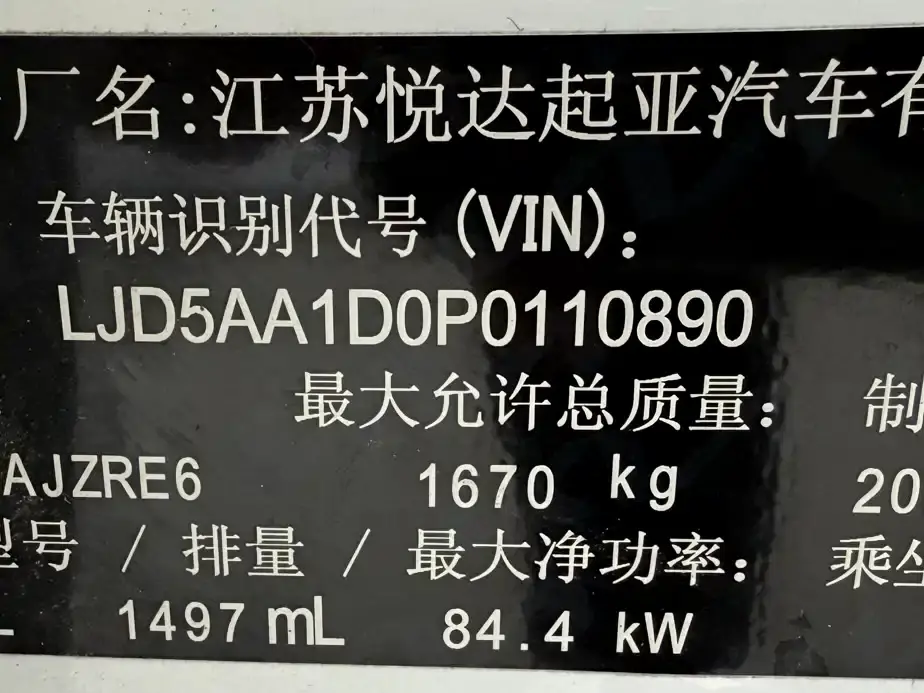 厂名:江苏悦达起亚汽车有
车辆识别代号(VIN):
LJD5AA1D0P0110890
最大允许总质量: 制
AJZRE6 1670 kg 20
型号 / 排量 / 最大净功率: 乘坐
1497 mL 84.4 kW